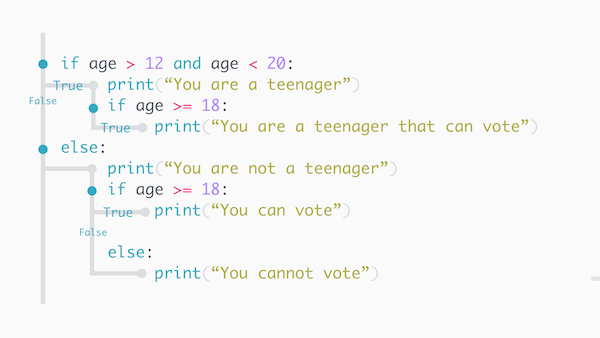 if age > 12 and age < 20:
True print(“You are a teenager”)
False if age >= 18:
True print(“You are a teenager that can vote”)
else:
print(“You are not a teenager”)
if age >= 18:
True print(“You can vote”)
False
else:
print(“You cannot vote”)